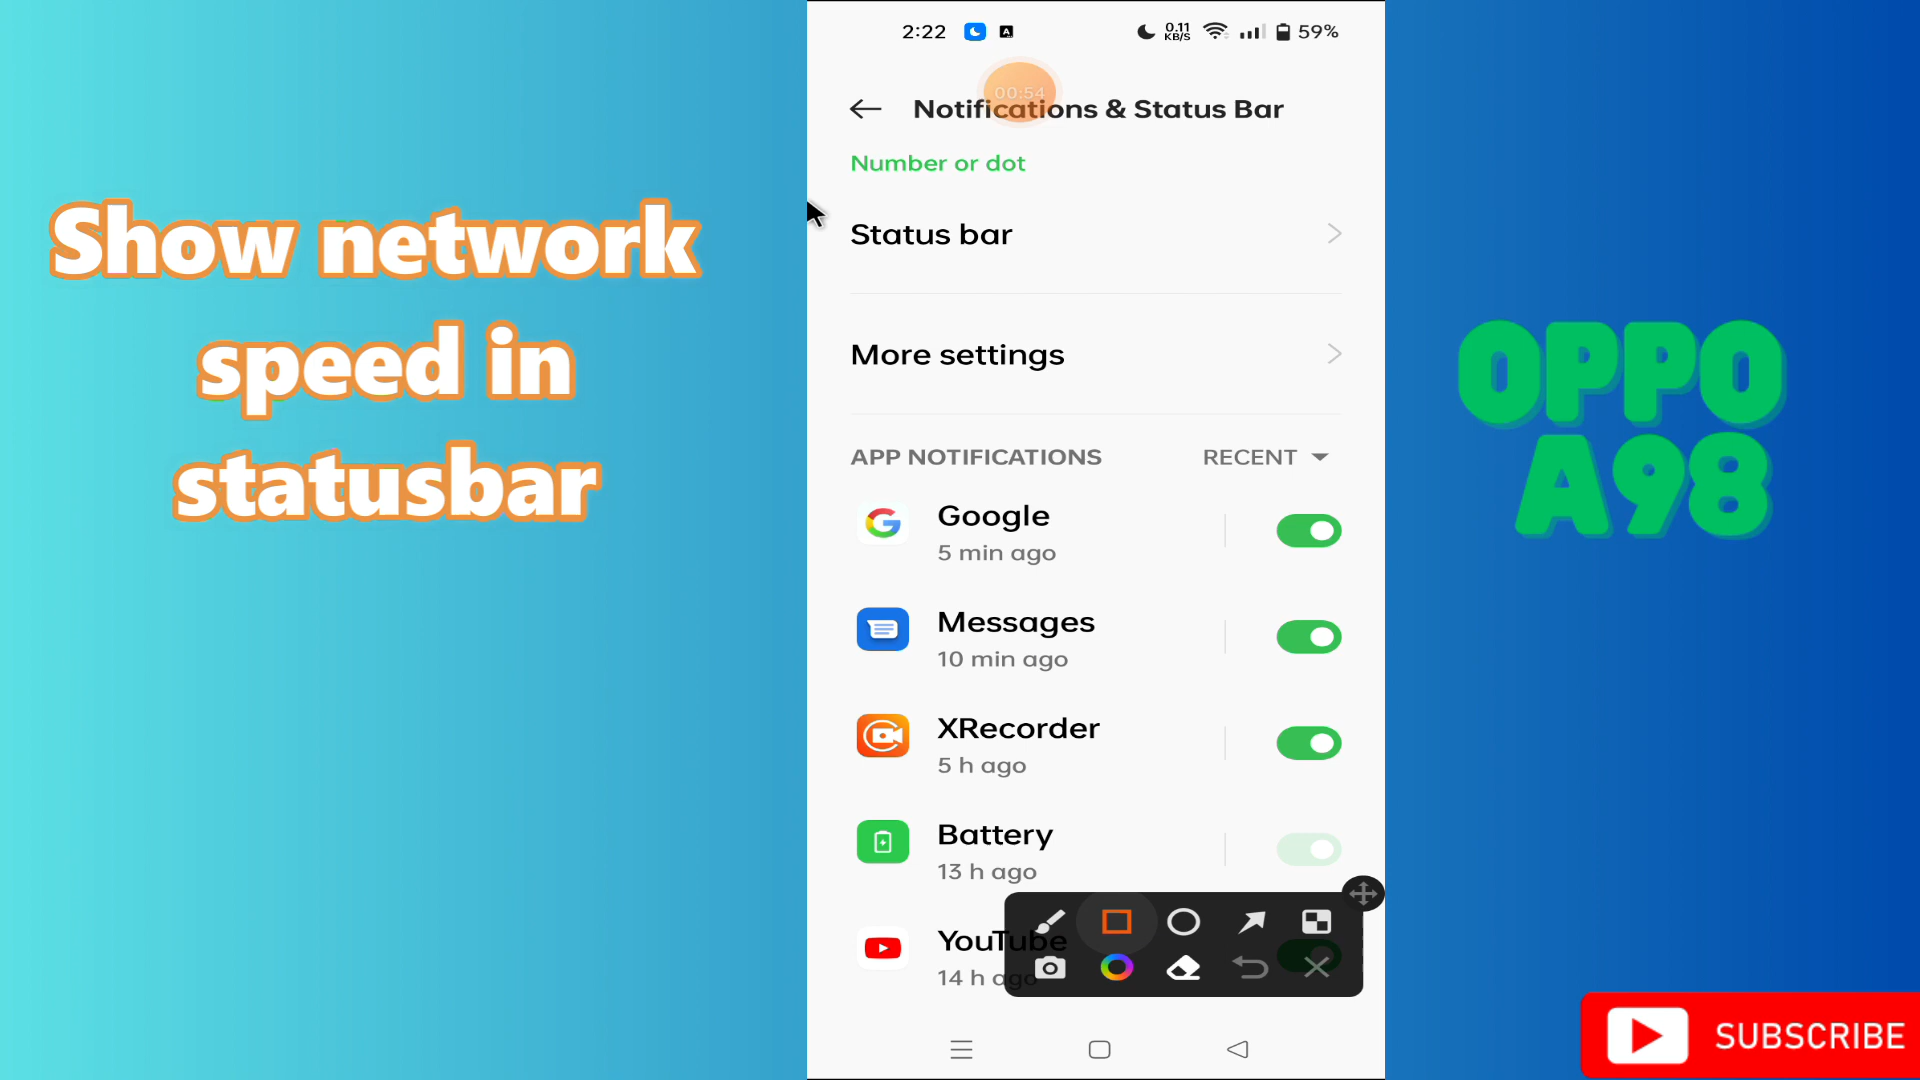 Show network
speed in
statusbar
2:22
A
0.11
KB/S
59%
00:54
Notifications & Status Bar
Number or dot
Status bar
More settings
APP NOTIFICATIONS
RECENT
Google
5 min ago
Messages
10 min ago
XRecorder
5 h ago
Battery
13 h ago
YouTube
14 h ago
OPPO
A98
SUBSCRIBE